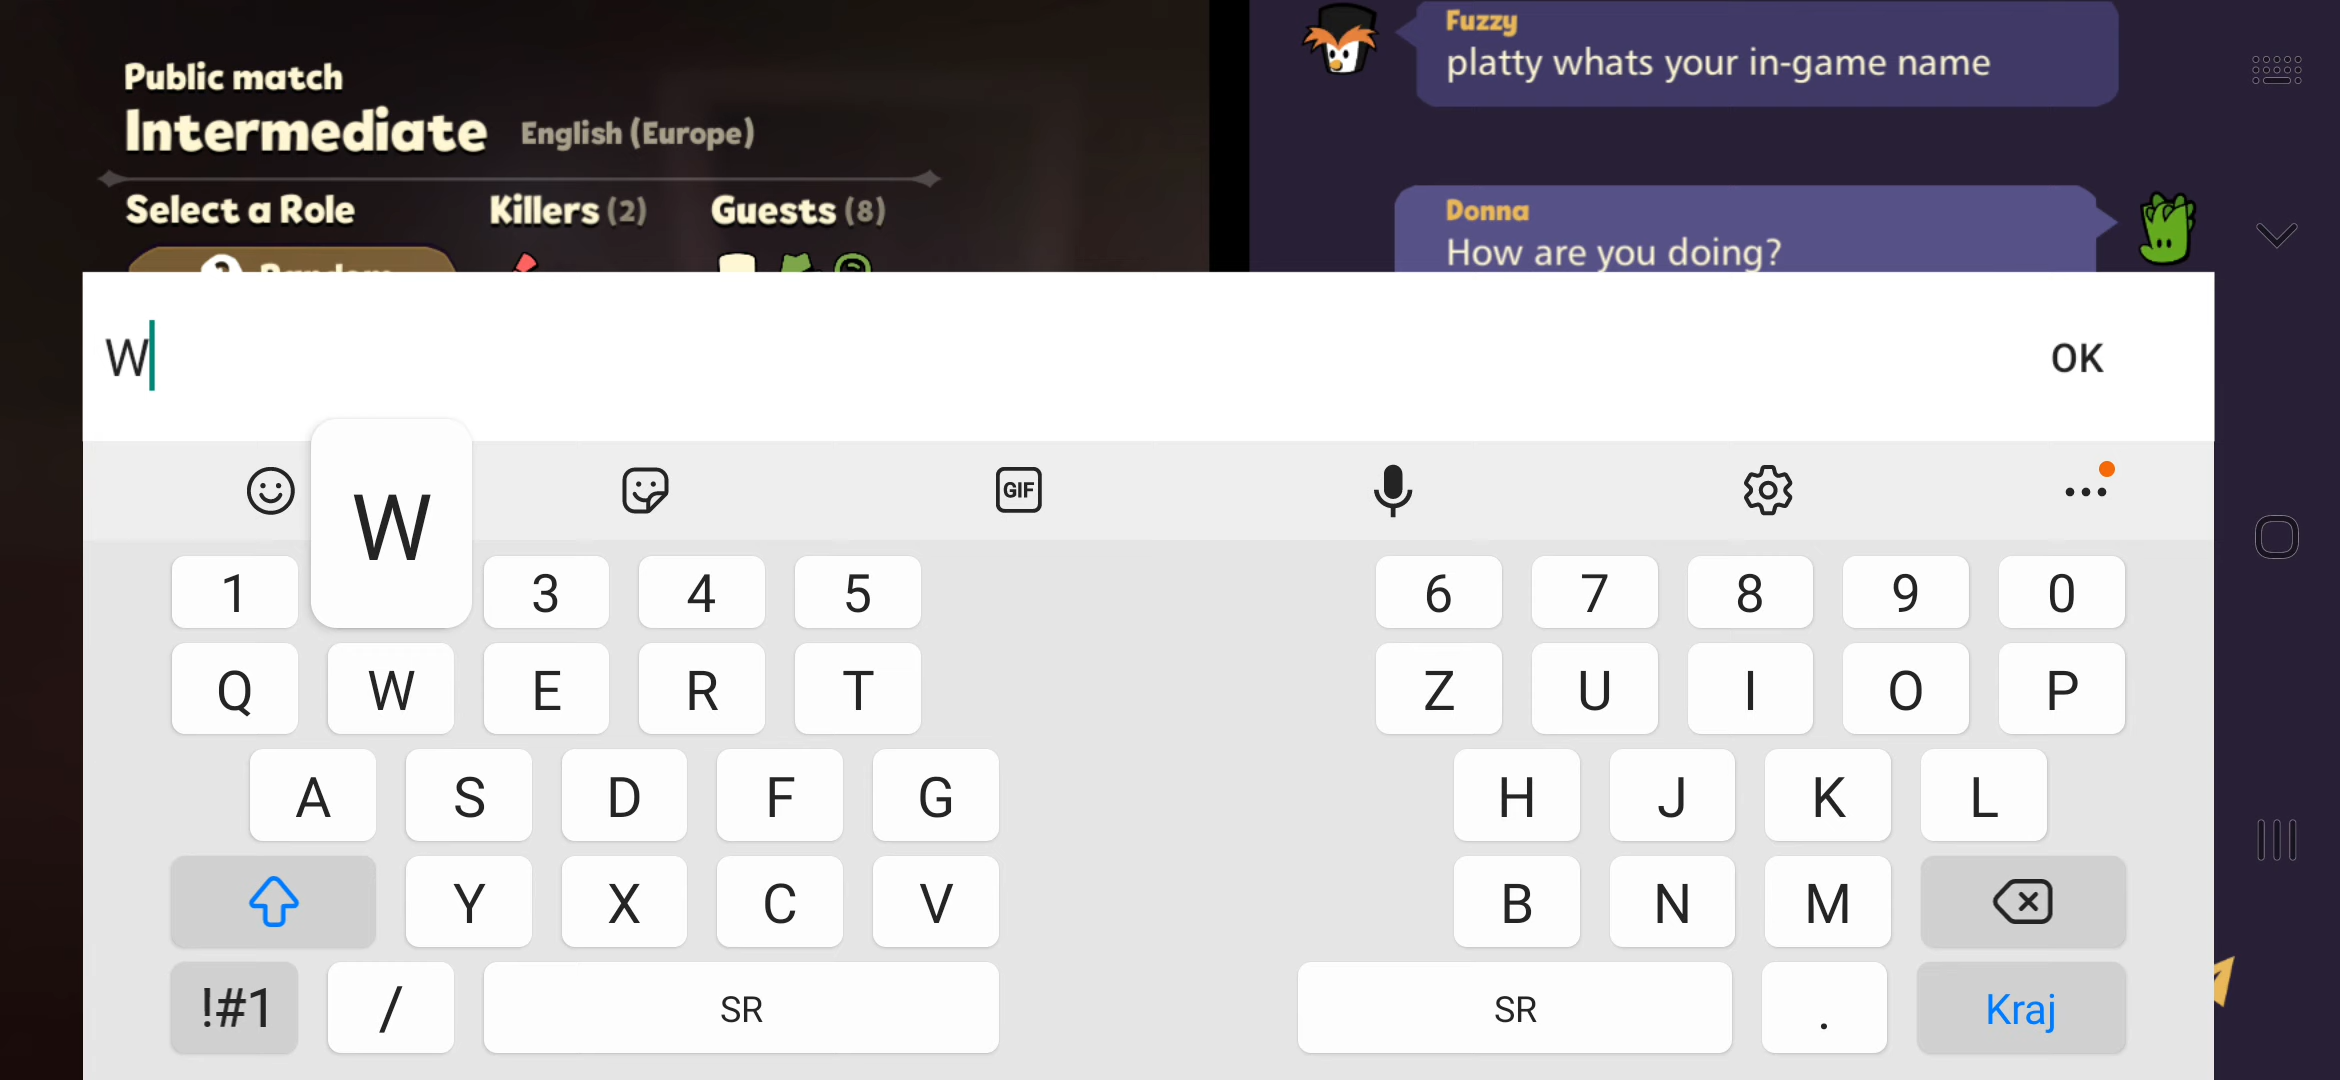 Public match
Intermediate English (Europe)
Select a Role Killers (2) Guests (8)
Random
Fuzzy
platty whats your in-game name
Donna
How are you doing?
W
OK
W
GIF
1 3 4 5 6 7 8 9 0
Q W E R T Z U I O P
A S D F G H J K L
Y X C V B N M
!#1 / SR SR . Kraj